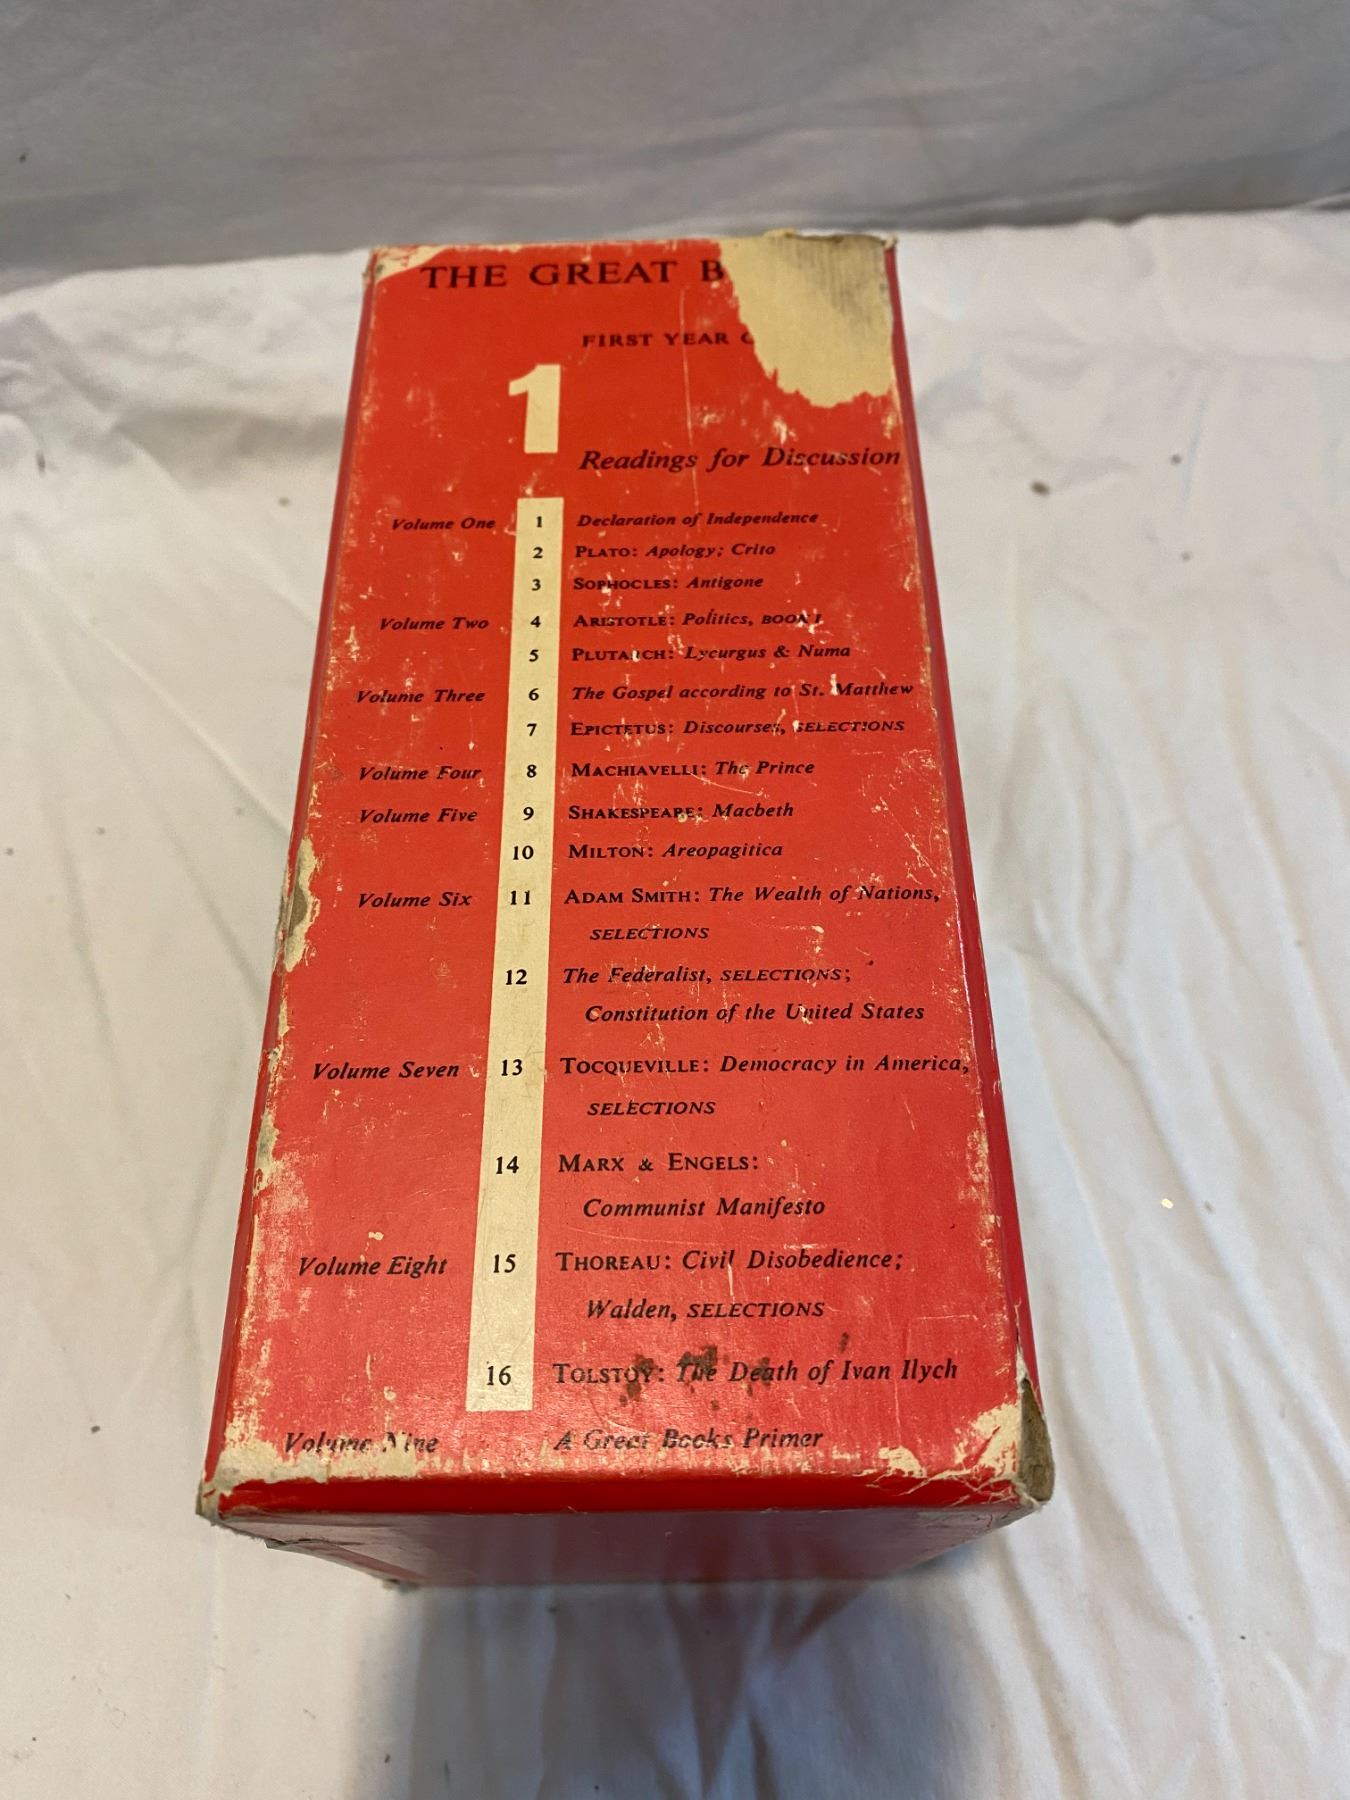 THE GREAT B
FIRST YEAR
1
Readings for Discussion
Volume One 1 Declaration of Independence
2 PLATO: Apology; Crito
3 SOPHOCLES: Antigone
Volume Two 4 ARISTOTLE: Politics, BOOK I
5 PLUTARCH: Lycurgus & Numa
Volume Three 6 The Gospel according to St. Matthew
7 EPICTETUS: Discourses, SELECTIONS
Volume Four 8 MACHIAVELLI: The Prince
Volume Five 9 SHAKESPEARE: Macbeth
10 MILTON: Areopagitica
Volume Six 11 ADAM SMITH: The Wealth of Nations,
SELECTIONS
12 The Federalist, SELECTIONS;
Constitution of the United States
Volume Seven 13 TOCQUEVILLE: Democracy in America,
SELECTIONS
14 MARX & ENGELS:
Communist Manifesto
Volume Eight 15 THOREAU: Civil Disobedience;
Walden, SELECTIONS
16 TOLSTOY: The Death of Ivan Ilych
Volume Nine A Great Books Primer